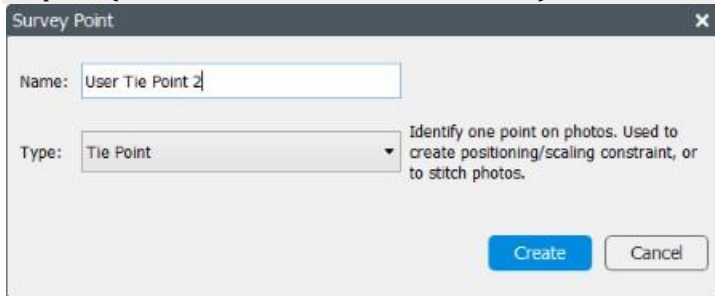 Survey Point
Name: User Tie Point 2
Type: Tie Point
Identify one point on photos. Used to
create positioning/scaling constraint, or
to stitch photos.
Create Cancel